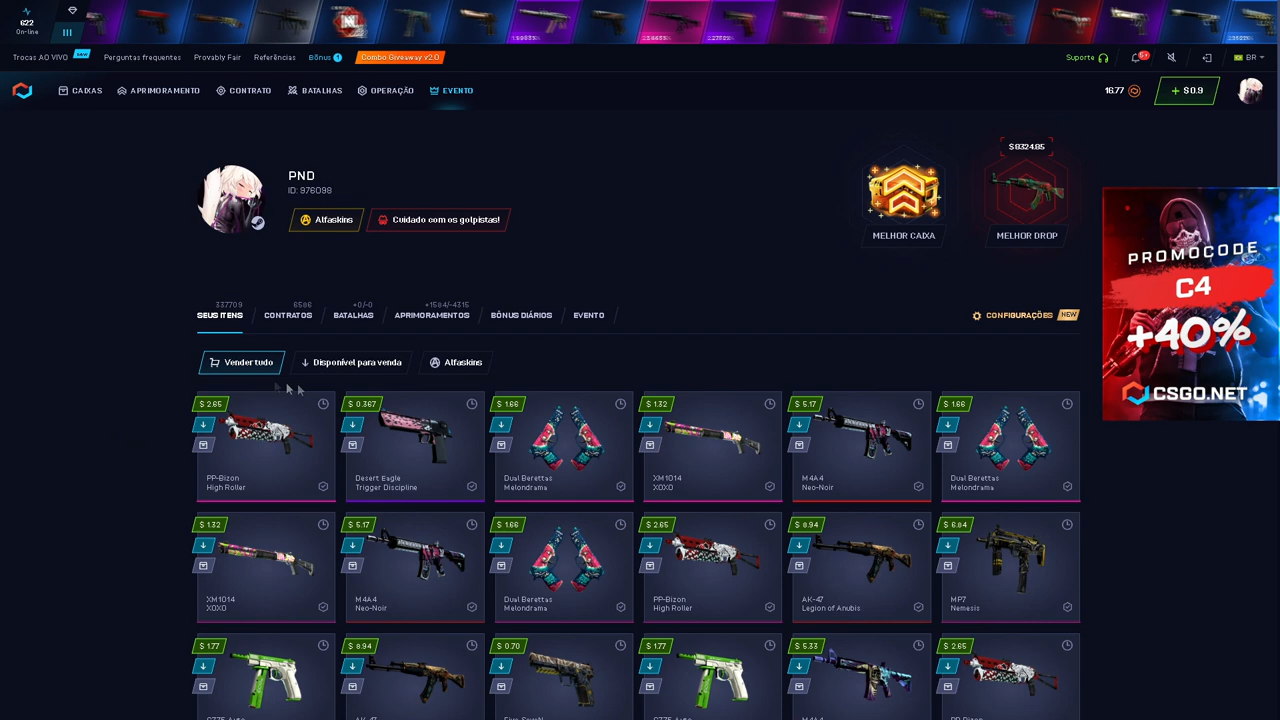 622
On-line
Trocas AO VIVO NEW
Perguntas frequentes
Provably Fair
Referências
Bônus
Combo Giveaway v2.0
Suporte
5+
BR
CAIXAS
APRIMORAMENTO
CONTRATO
BATALHAS
OPERAÇÃO
EVENTO
16.77
+ $ 0.9
PND
ID: 976098
Alfaskins
Cuidado com os golpistas!
MELHOR CAIXA
MELHOR DROP
PROMOCODE
C4
+40%
CSGO.NET
337709
SEUS ITENS
6586
CONTRATOS
+0/-0
BATALHAS
APRIMORAMENTOS
BÔNUS DIÁRIOS
EVENTO
CONFIGURAÇÕES NEW
Vender tudo
Disponível para venda
Alfaskins
$ 2.65
$ 0.367
$ 1.66
$ 1.32
$ 5.17
$ 1.66
PP-Bizon
High Roller
Desert Eagle
Trigger Discipline
Dual Berettas
Melondrama
XM1014
XOXO
M4A4
Neo-Noir
Dual Berettas
Melondrama
$ 1.32
$ 5.17
$ 1.66
$ 2.65
$ 8.94
$ 6.84
XM1014
XOXO
M4A4
Neo-Noir
Dual Berettas
Melondrama
PP-Bizon
High Roller
AK-47
Legion of Anubis
MP7
Nemesis
$ 1.77
$ 8.94
$ 0.70
$ 1.77
$ 5.33
$ 2.65